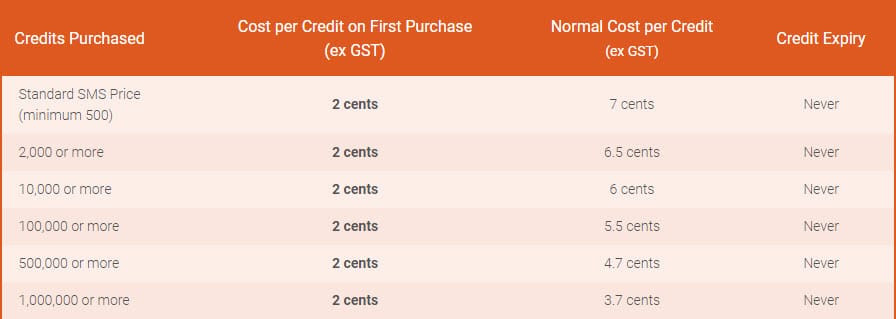 Credits Purchased
Cost per Credit on First Purchase
(ex GST)
Normal Cost per Credit
(ex GST)
Credit Expiry
Standard SMS Price
(minimum 500)
2 cents
7 cents
Never
2,000 or more
2 cents
6.5 cents
Never
10,000 or more
2 cents
6 cents
Never
100,000 or more
2 cents
5.5 cents
Never
500,000 or more
2 cents
4.7 cents
Never
1,000,000 or more
2 cents
3.7 cents
Never